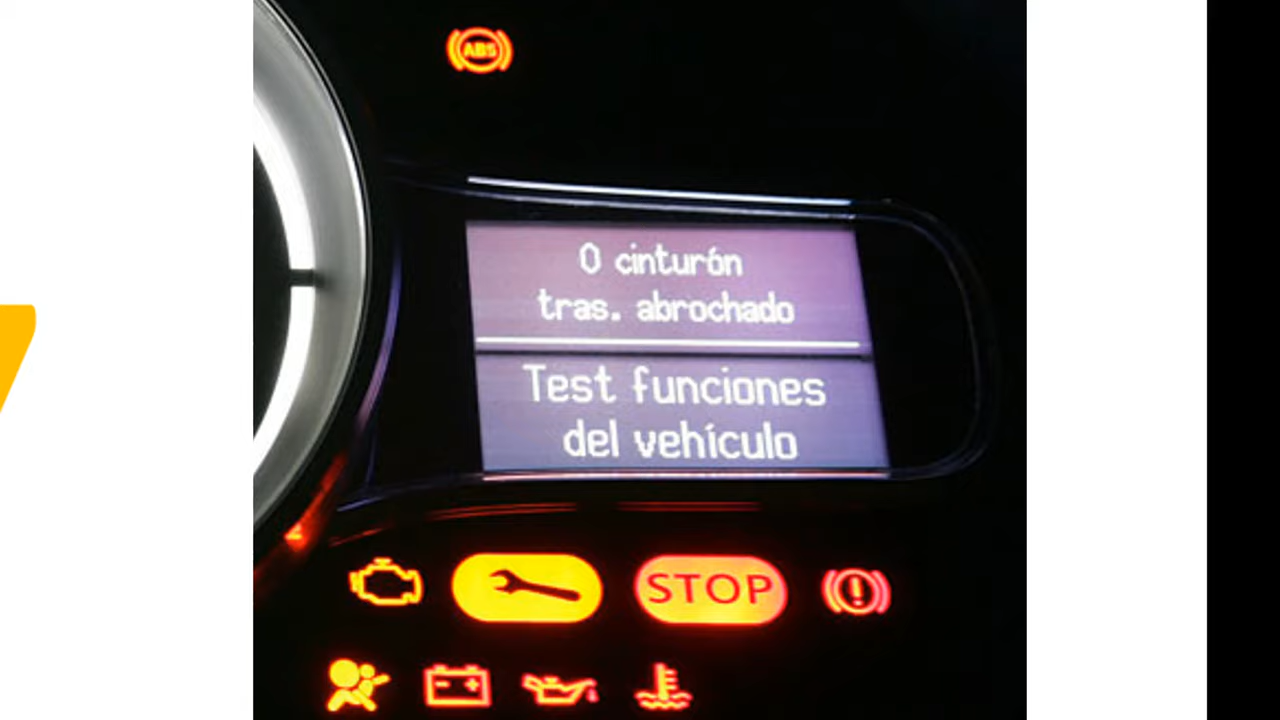 ABS
0 cinturón
tras. abrochado
Test funciones
del vehículo
STOP